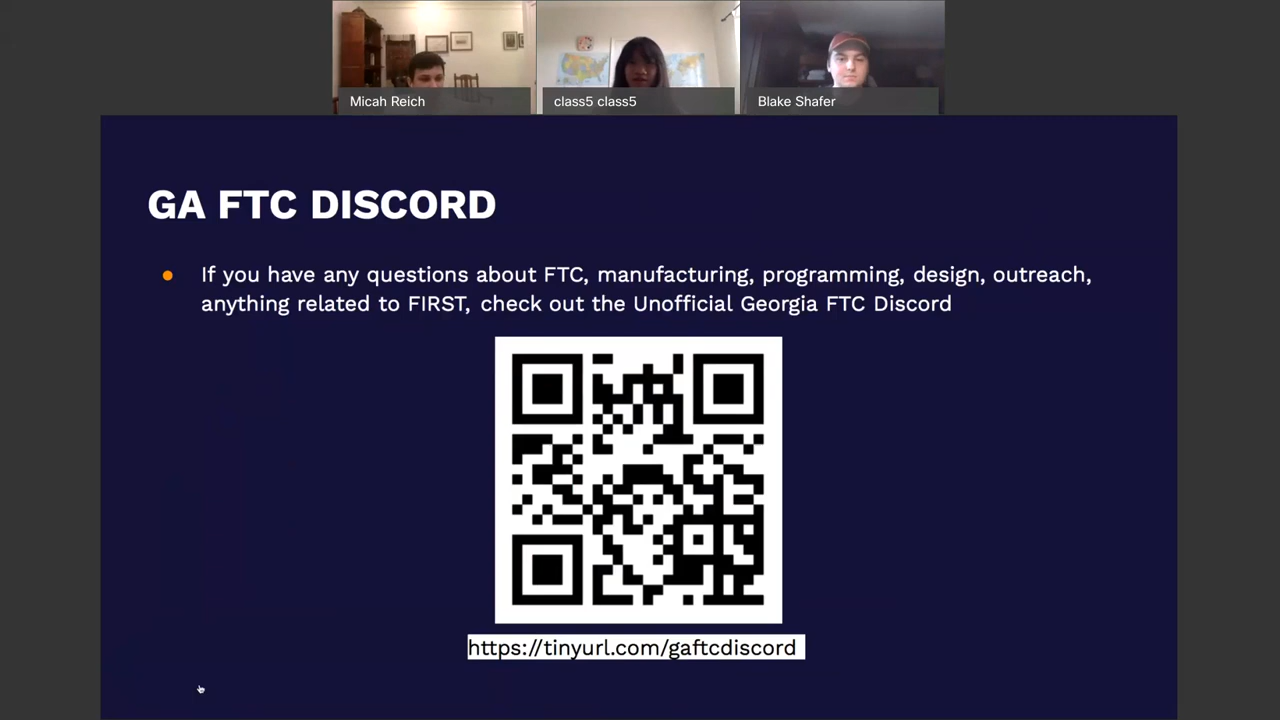 Micah Reich
class5 class5
Blake Shafer
GA FTC DISCORD
If you have any questions about FTC, manufacturing, programming, design, outreach,
anything related to FIRST, check out the Unofficial Georgia FTC Discord
https://tinyurl.com/gaftcdiscord